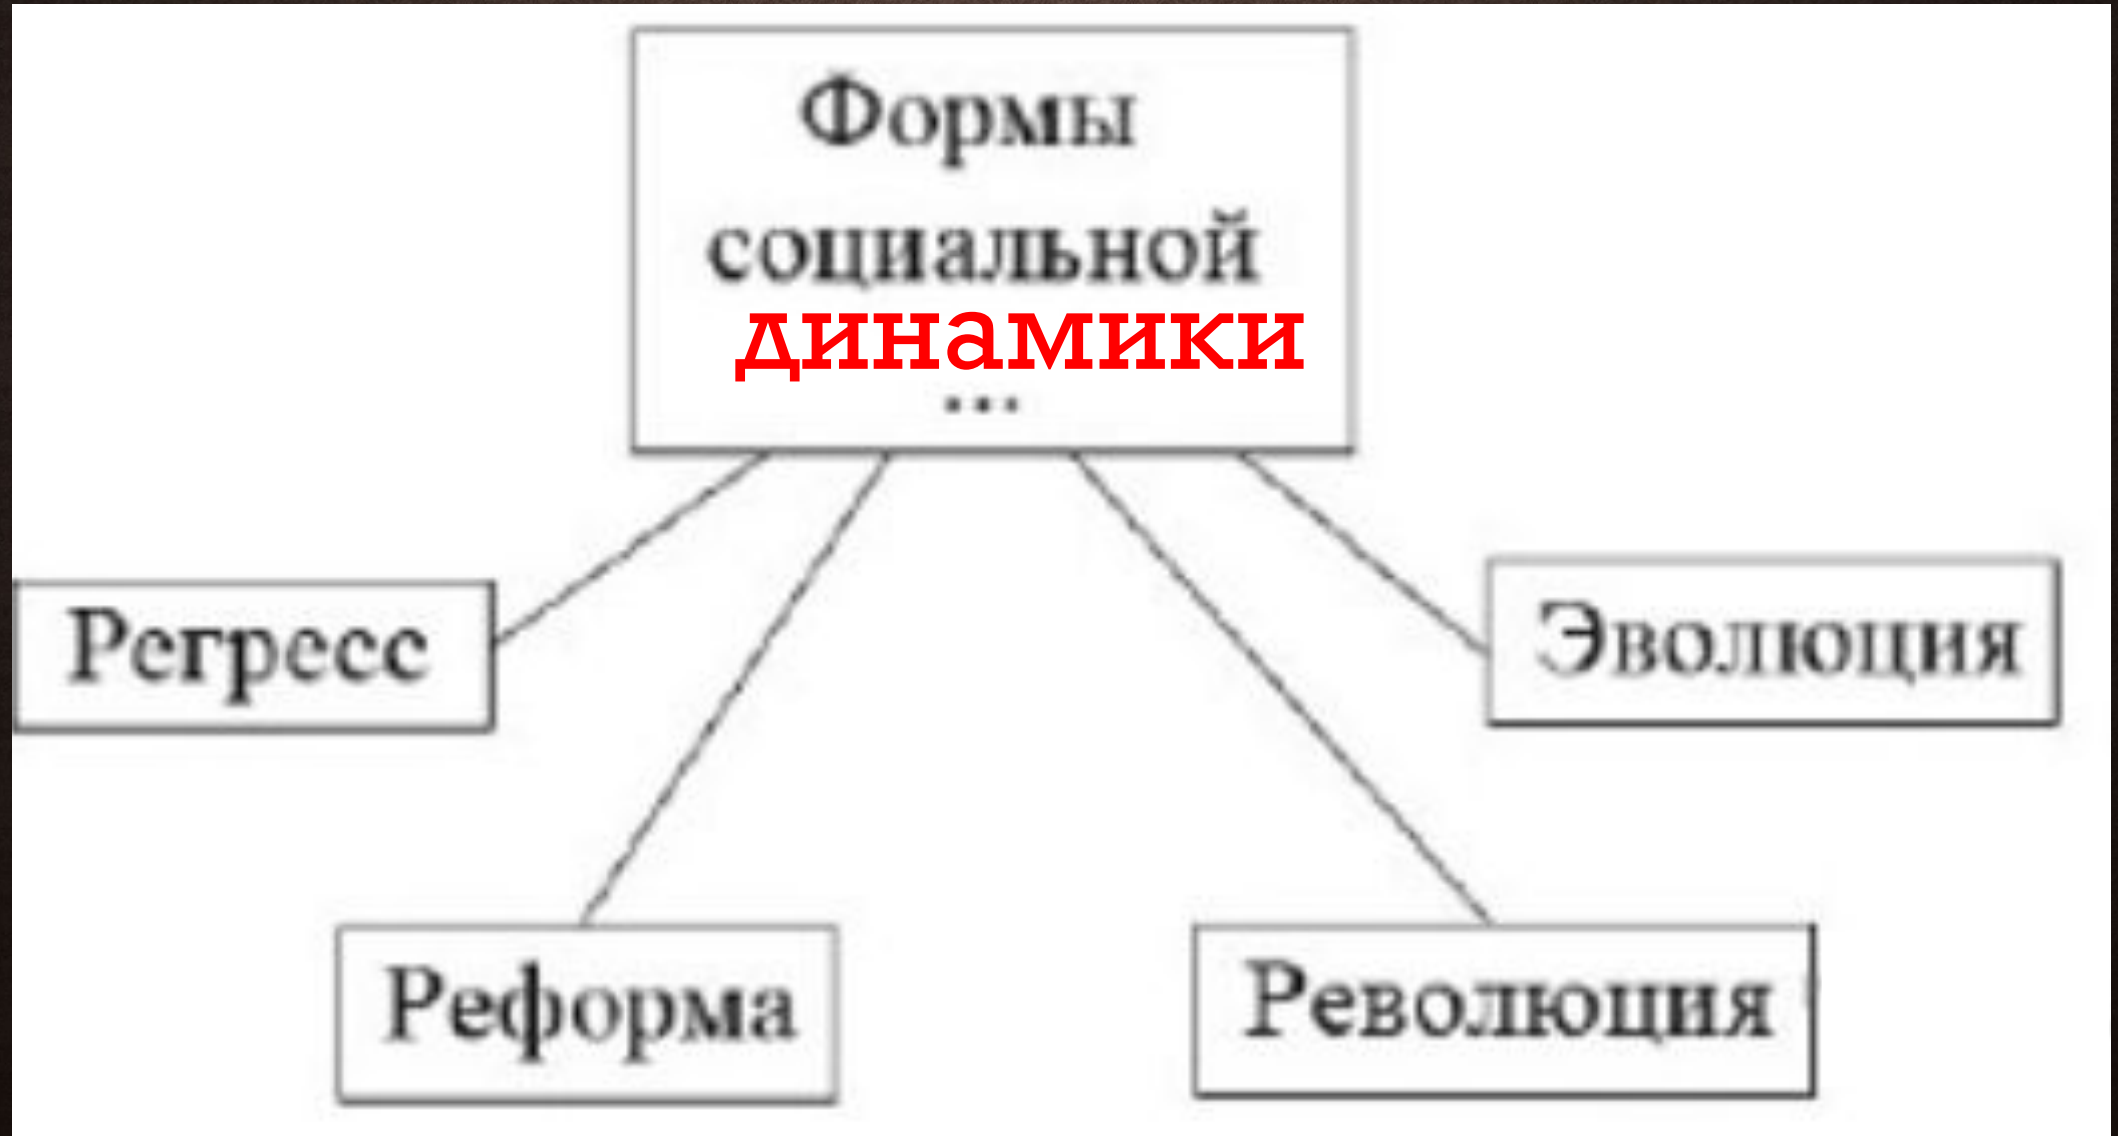 Формы
социальной
динамики
...
Регресс
Эволюция
Реформа
Революция